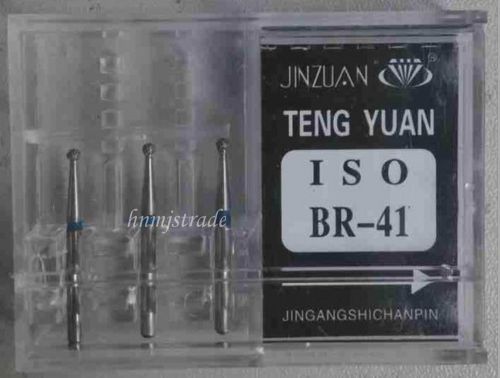 JINZUAN ®
TENG YUAN
ISO
BR-41
JINGANGSHICHANPIN
hnmjstrade